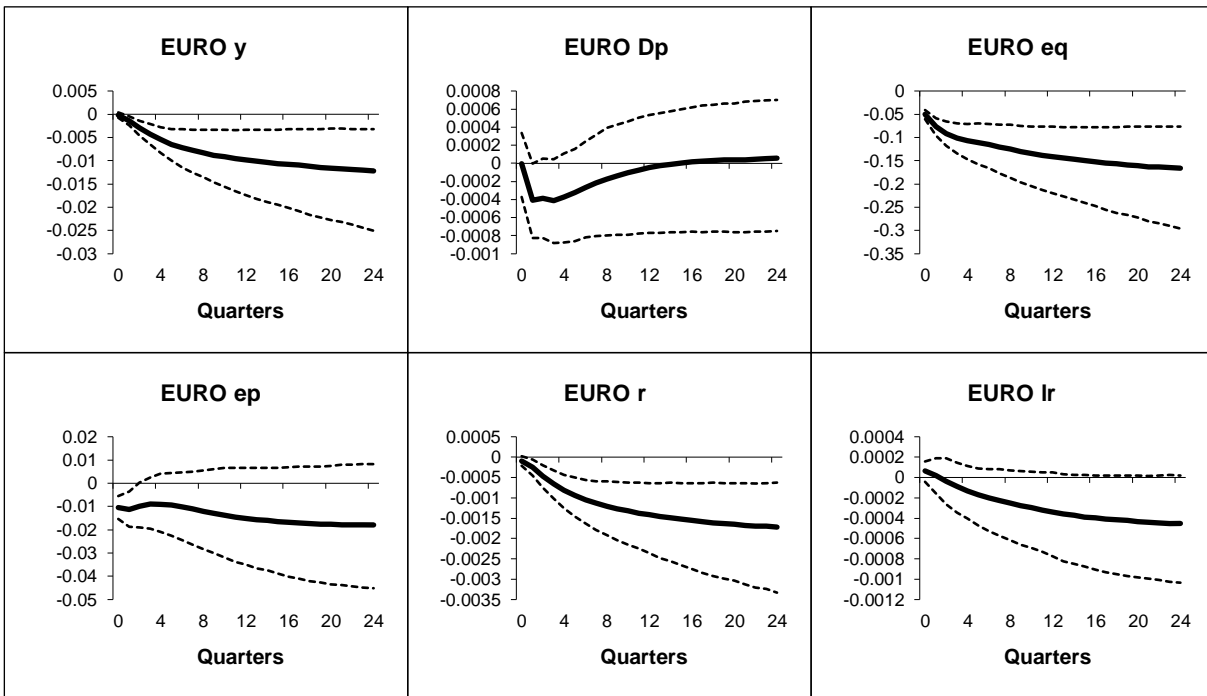 EURO y
0.005
0
-0.005
-0.01
-0.015
-0.02
-0.025
-0.03
0 4 8 12 16 20 24
Quarters
EURO Dp
0.0008
0.0006
0.0004
0.0002
0
-0.0002
-0.0004
-0.0006
-0.0008
-0.001
0 4 8 12 16 20 24
Quarters
EURO eq
0
-0.05
-0.1
-0.15
-0.2
-0.25
-0.3
-0.35
0 4 8 12 16 20 24
Quarters
EURO ep
0.02
0.01
0
-0.01
-0.02
-0.03
-0.04
-0.05
0 4 8 12 16 20 24
Quarters
EURO r
0.0005
0
-0.0005
-0.001
-0.0015
-0.002
-0.0025
-0.003
-0.0035
0 4 8 12 16 20 24
Quarters
EURO lr
0.0004
0.0002
0
-0.0002
-0.0004
-0.0006
-0.0008
-0.001
-0.0012
0 4 8 12 16 20 24
Quarters